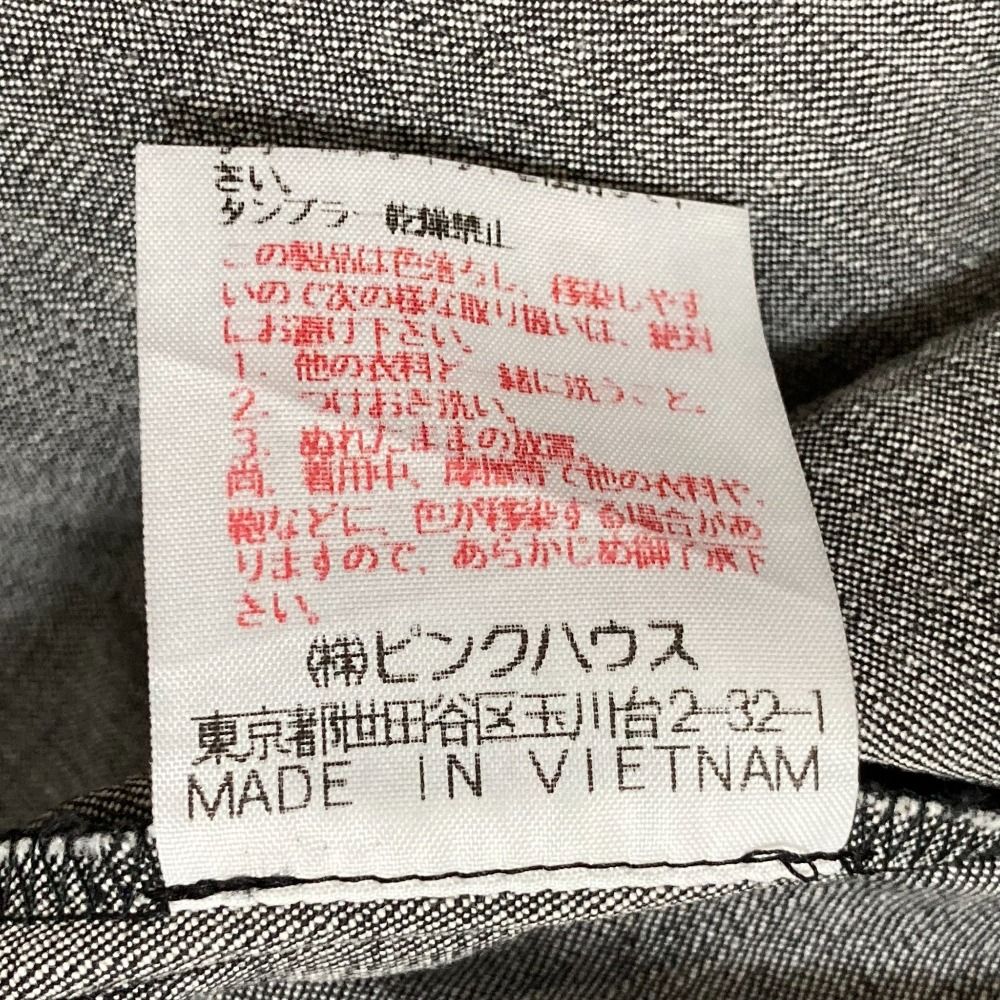 さい。
タンブラー乾燥禁止
この製品は色落ちし、移染しやす
いので次の様な取り扱いは、絶対
にお避け下さい。
1. 他の衣料と一緒に洗うこと。
2. つけおき洗い。
3. ぬれたままの放置。
尚、着用中、摩擦等で他の衣料や、
鞄などに、色が移染する場合があ
りますので、あらかじめ御了承下
さい。
㈱ピンクハウス
東京都世田谷区玉川台2-32-1
MADE IN VIETNAM